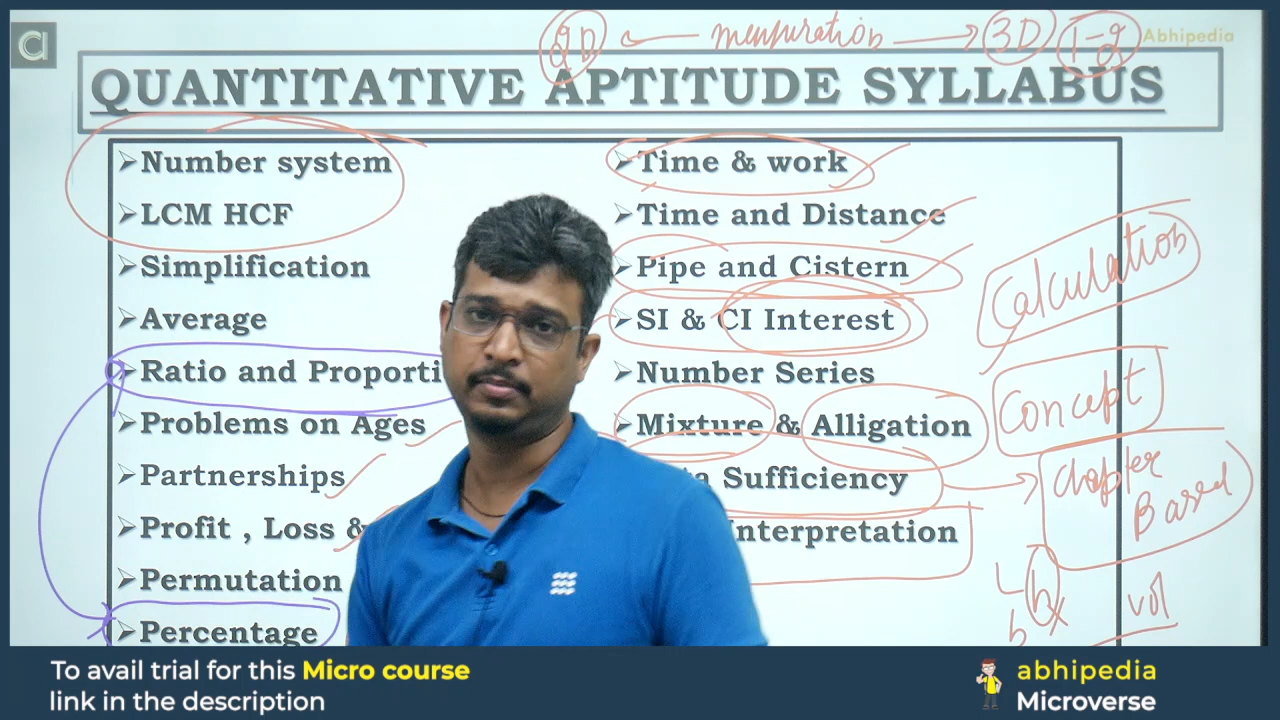 2D ← mensuration → 3D 1-2 Abhipedia
QUANTITATIVE APTITUDE SYLLABUS
➢Number system
➢LCM HCF
➢Simplification
➢Average
➢Ratio and Proporti
➢Problems on Ages
➢Partnerships
➢Profit , Loss &
➢Permutation
➢Percentage
➢Time & work
➢Time and Distance
➢Pipe and Cistern
➢SI & CI Interest
➢Number Series
➢Mixture & Alligation
Sufficiency
Interpretation
Calculation
Concept
Chapter
Based
L b h
vol
To avail trial for this Micro course
link in the description
abhipedia
Microverse